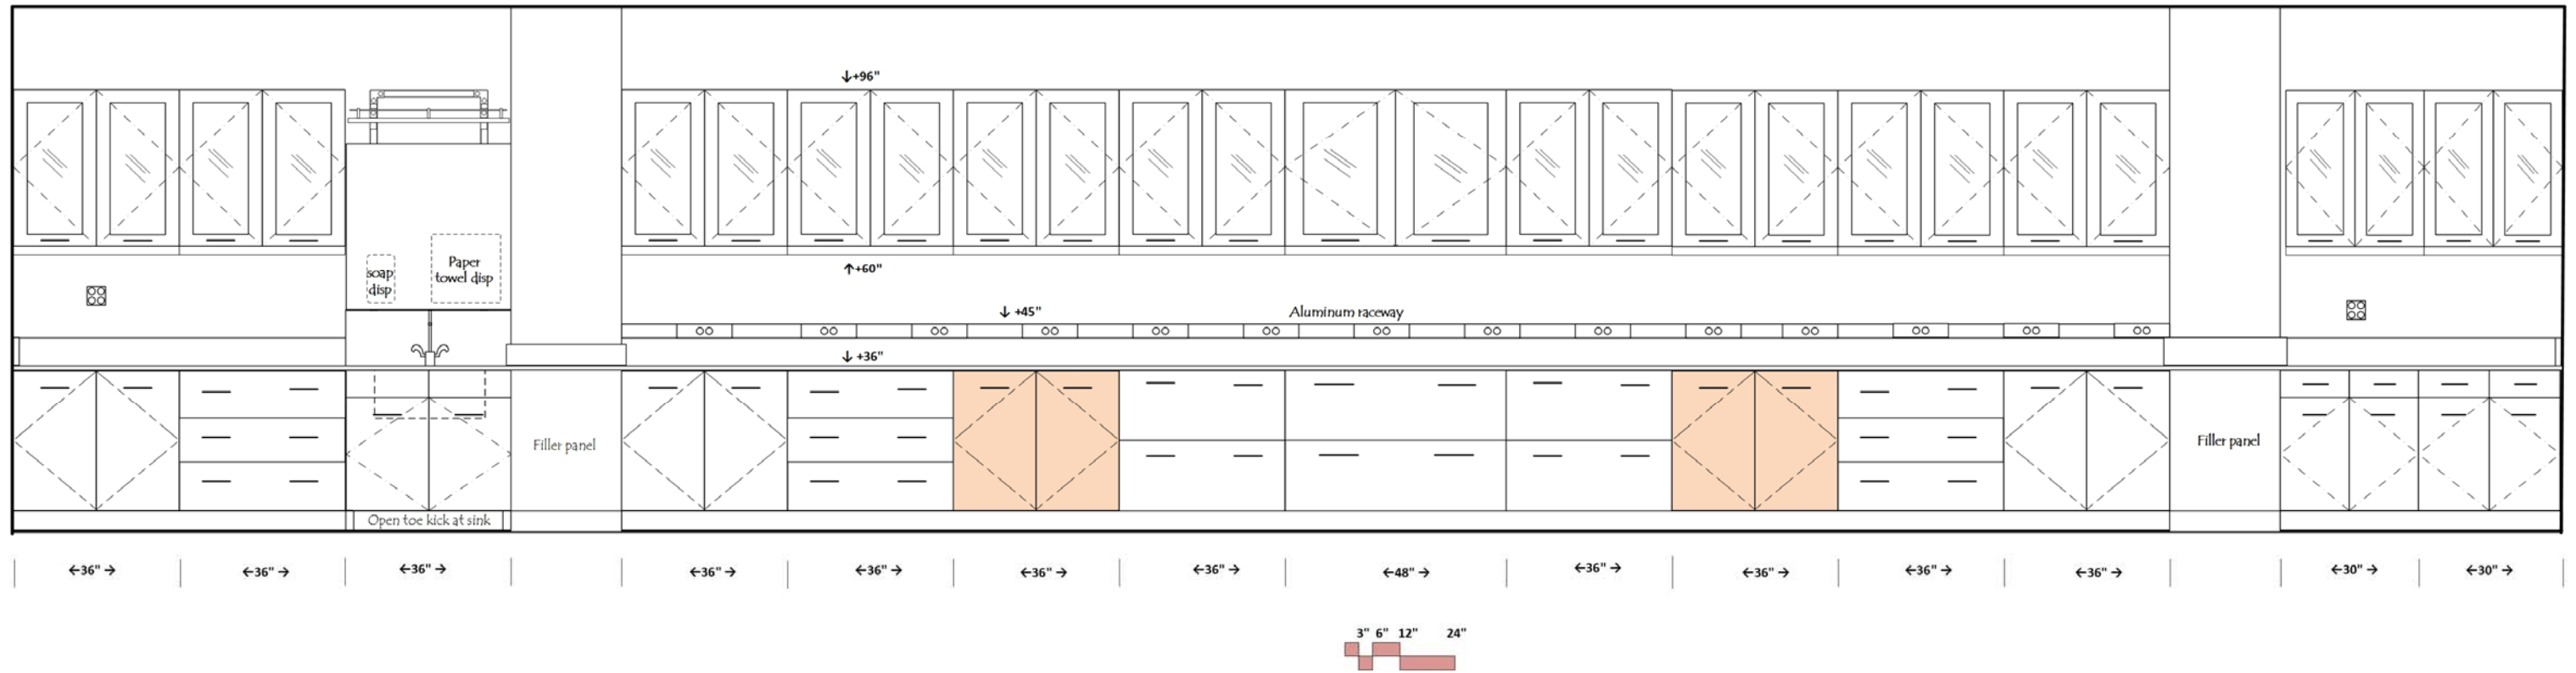 ↓+96"
soap
disp
Paper
towel disp
↑+60"
↓ +45"
Aluminum raceway
↓ +36"
Filler panel
Filler panel
Open toe kick at sink
←36" →
←36" →
←36" →
←36" →
←36" →
←36" →
←36" →
←48" →
←36" →
←36" →
←36" →
←36" →
←30" →
←30" →
3" 6" 12" 24"